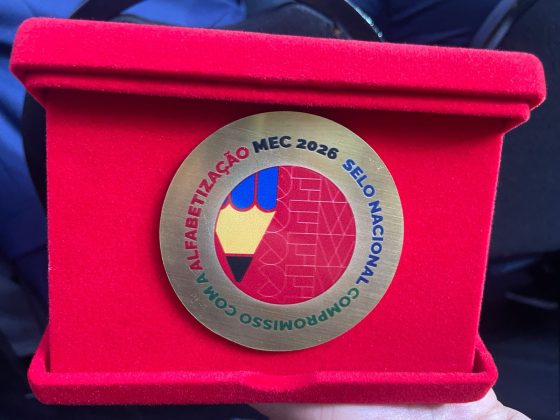 SELO NACIONAL COMPROMISSO COM A ALFABETIZAÇÃO MEC 2026